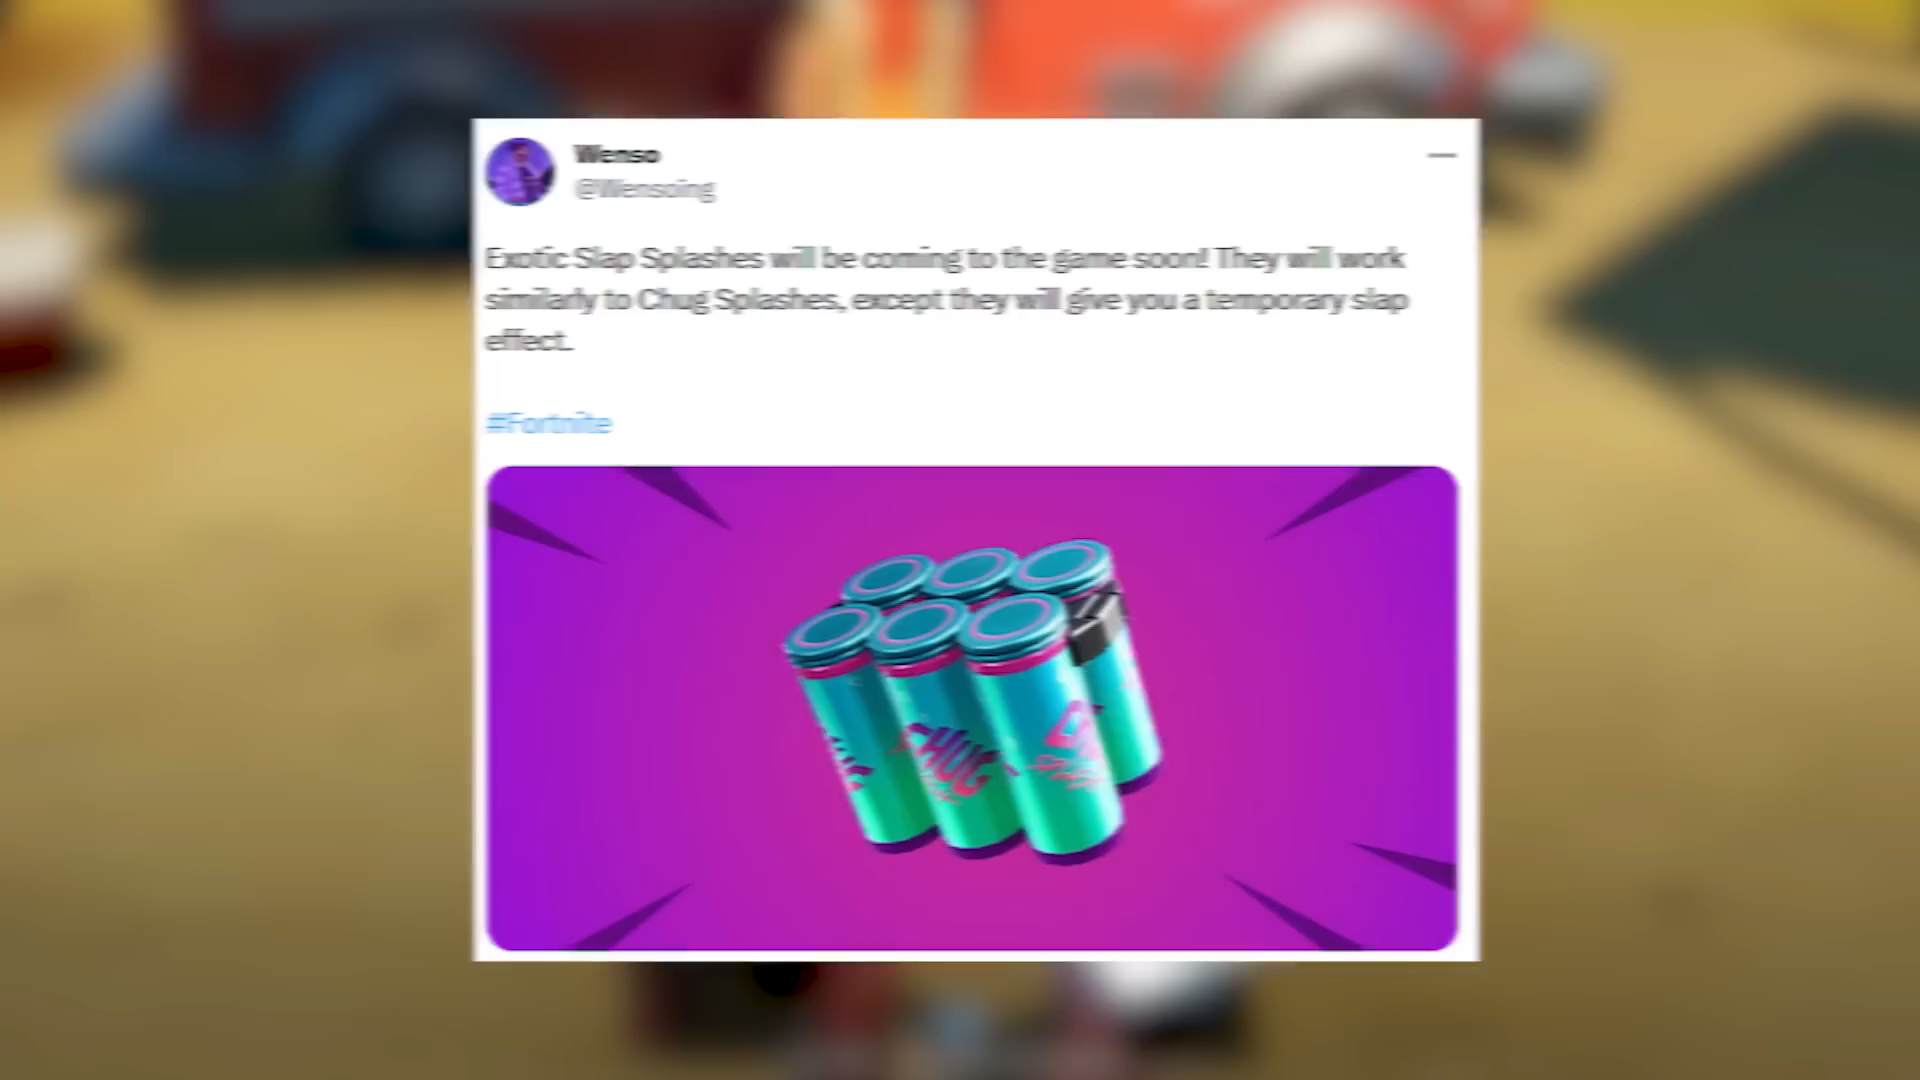 Wenso
@Wensoing
Exotic Slap Splashes will be coming to the game soon! They will work
similarly to Chug Splashes, except they will give you a temporary slap
effect.
#Fortnite
CHUG